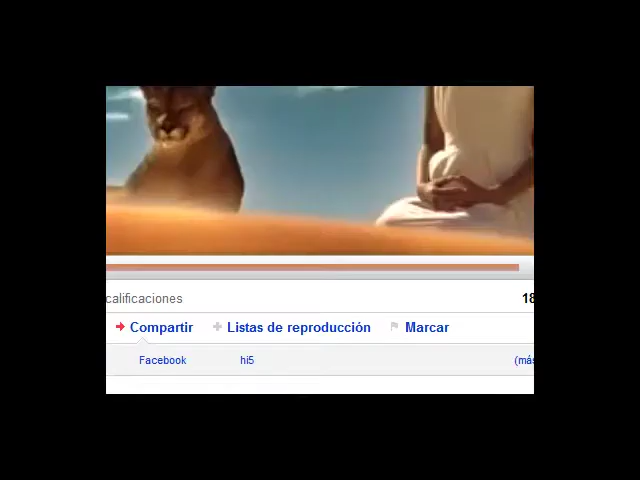 calificaciones 18
Compartir Listas de reproducción Marcar
Facebook hi5 (más